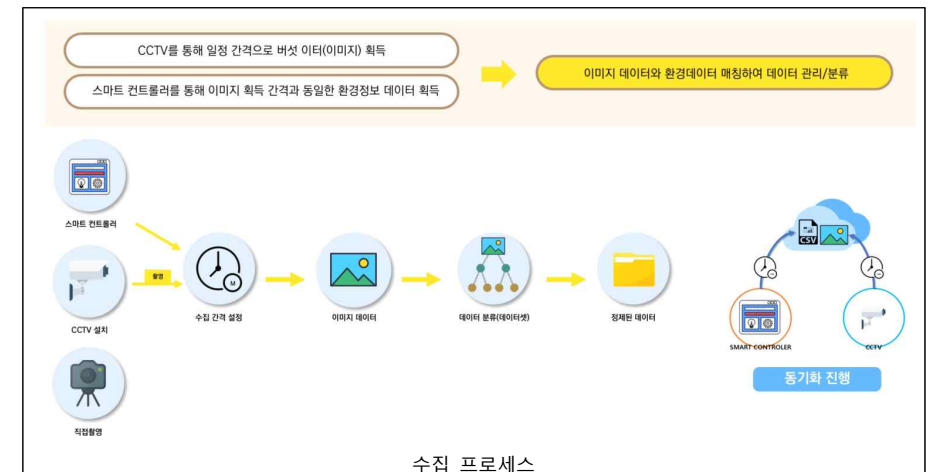 CCTV를 통해 일정 간격으로 버섯 이터(이미지) 획득
스마트 컨트롤러를 통해 이미지 획득 간격과 동일한 환경정보 데이터 획득
이미지 데이터와 환경데이터 매칭하여 데이터 관리/분류
스마트 컨트롤러
촬영
M
CCTV 설치
수집 간격 설정
이미지 데이터
데이터 분류(데이터셋)
정제된 데이터
직접촬영
CSV
SMART CONTROLER
CCTV
동기화 진행
수집 프로세스